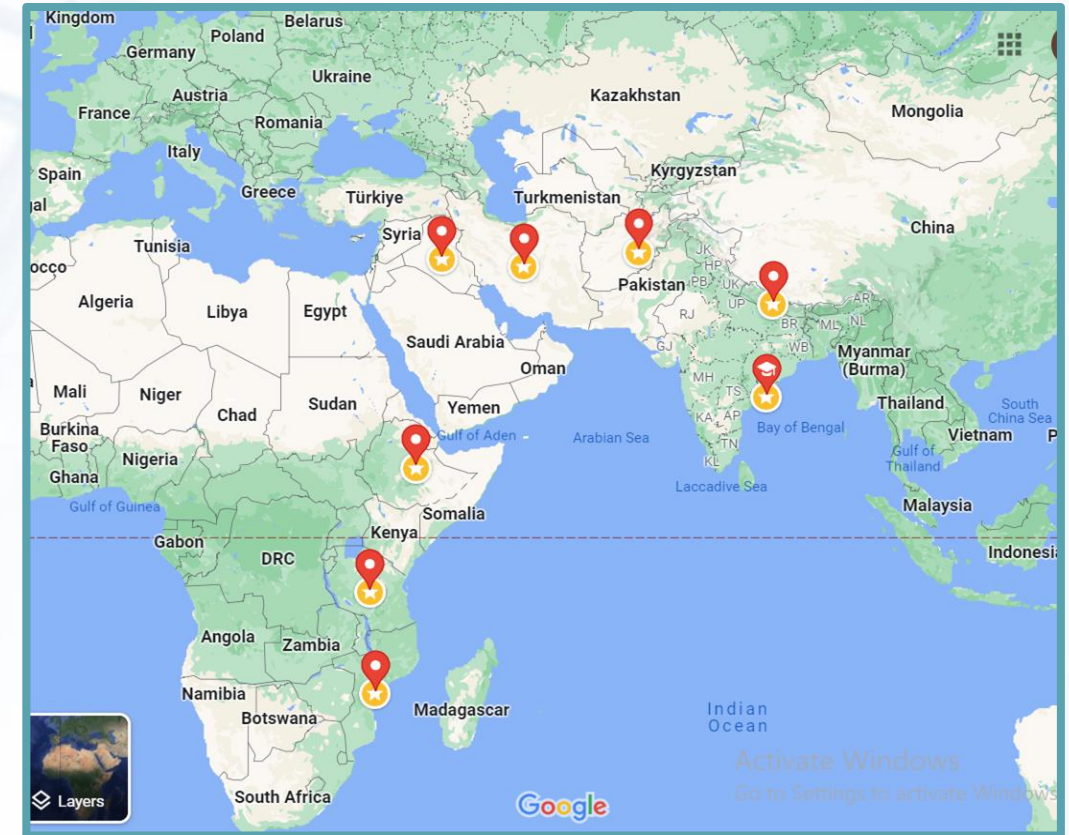 Kingdom
Belarus
Poland
Germany
Ukraine
Austria
Kazakhstan
France
Mongolia
Romania
Italy
Spain
Kyrgyzstan
Greece
Türkiye
Turkmenistan
gal
Syria
China
Tunisia
JK
HP
occo
Pakistan
PB
UK
Algeria
Libya
Egypt
UP
AR
RJ
BR
ML
NL
Saudi Arabia
GJ
WB
Myanmar
(Burma)
Oman
MH
TS
Mali
Niger
Chad
Sudan
Yemen
Thailand
South
China Sea
KA
AP
Burkina
Faso
Gulf of Aden
Arabian Sea
Bay of Bengal
Vietnam
P
TN
Nigeria
KL
Gulf of
Thailand
Ghana
Laccadive Sea
Gulf of Guinea
Somalia
Malaysia
Kenya
Gabon
DRC
Indonesia
Angola
Zambia
Namibia
Madagascar
Botswana
Indian
Ocean
Activate Windows
Go to Settings to activate Windows
South Africa
Layers
Google